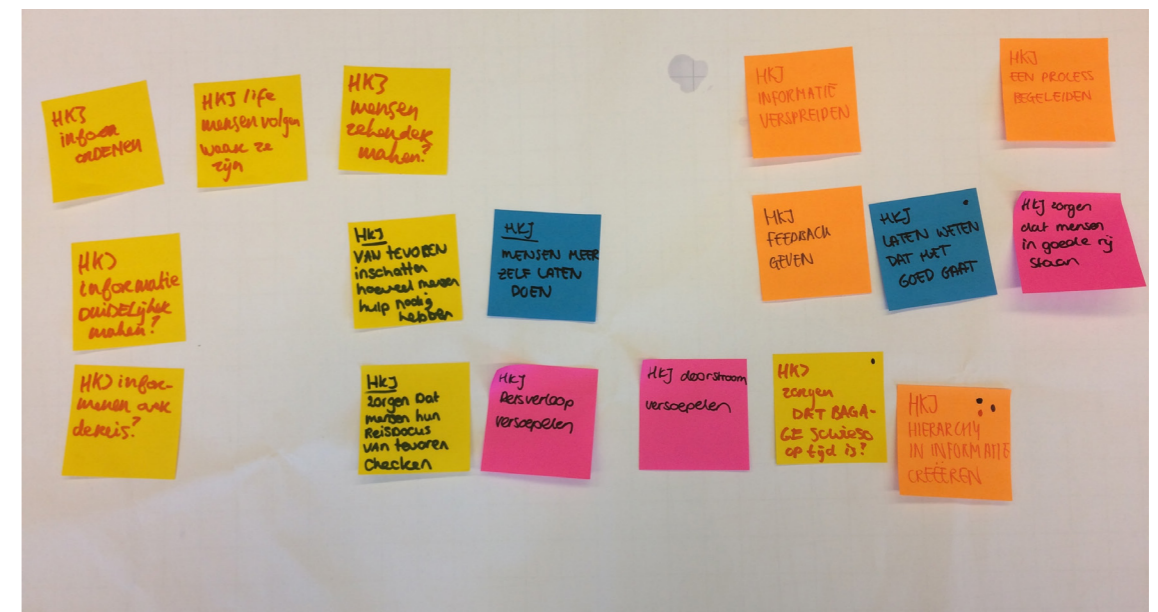 HKJ
infoor
ORDENEN
HKJ life
mensen volgen
waar ze
zijn
HKJ
mensen
zekerder
maken?
HKJ
INFORMATIE
VERSPREIDEN
HKJ
EEN PROCESS
BEGELEIDEN
HKJ
informatie
DUIDELijker
maken?
HKJ
VAN TEVOREN
inschatten
hoeveel mensen
hulp nodig
hebben
HKJ
MENSEN MEER
ZELF LATEN
DOEN
HKJ
FEEDBACK
GEVEN
HKJ
LATEN WETEN
DAT HET
GOED GAAT
HKJ zorgen
dat mensen
in goede rij
staan
HKJ infor-
meren over
de reis?
HKJ
zorgen Dat
mensen hun
REISDOCUS
VAN tevoren
checken
HKJ
Reisverloop
versoepelen
HKJ doorstroom
versoepelen
HKJ
zorgen
DAT BAGA-
GE SOWIESO
op tijd is?
HKJ
HIERARCHY
IN INFORMATIE
CREËEREN